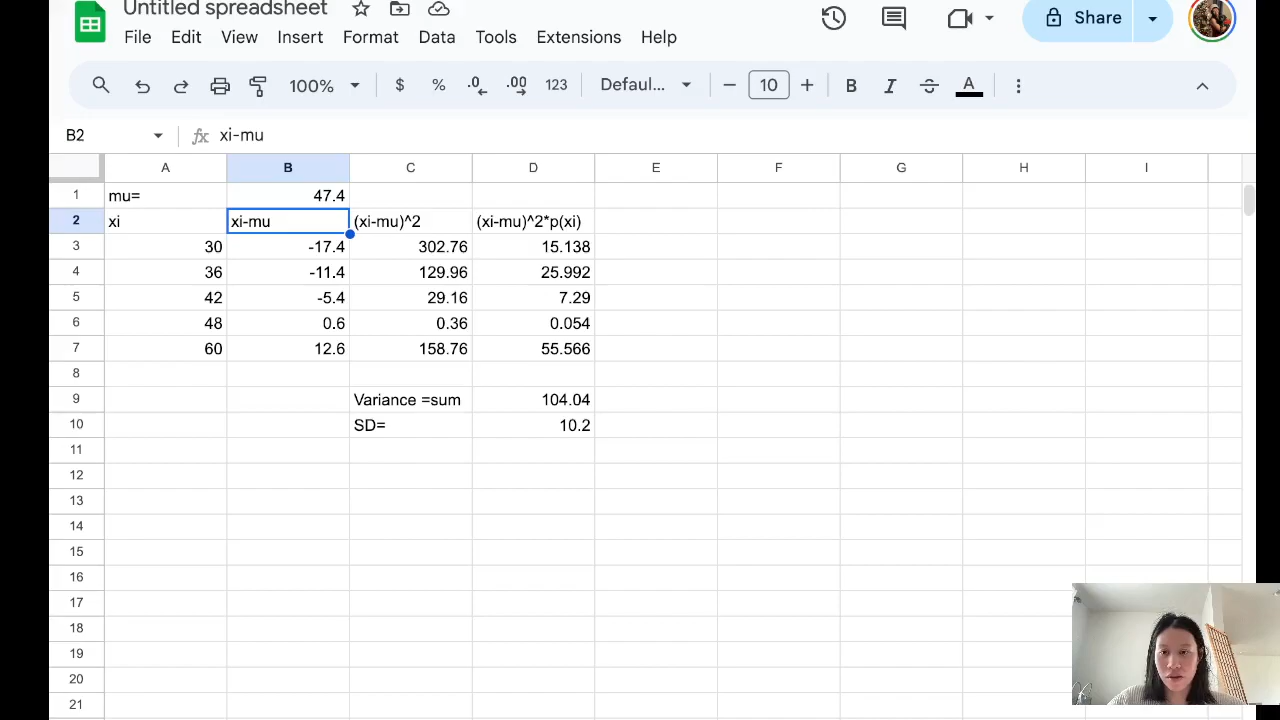 Untitled spreadsheet
File Edit View Insert Format Data Tools Extensions Help
Share
100% $ % .0 .00 123 Defaul... 10 B I S A
B2 fx xi-mu
A B C D E F G H I
1 mu= 47.4
2 xi xi-mu (xi-mu)^2 (xi-mu)^2*p(xi)
3 30 -17.4 302.76 15.138
4 36 -11.4 129.96 25.992
5 42 -5.4 29.16 7.29
6 48 0.6 0.36 0.054
7 60 12.6 158.76 55.566
8
9 Variance =sum 104.04
10 SD= 10.2
11
12
13
14
15
16
17
18
19
20
21